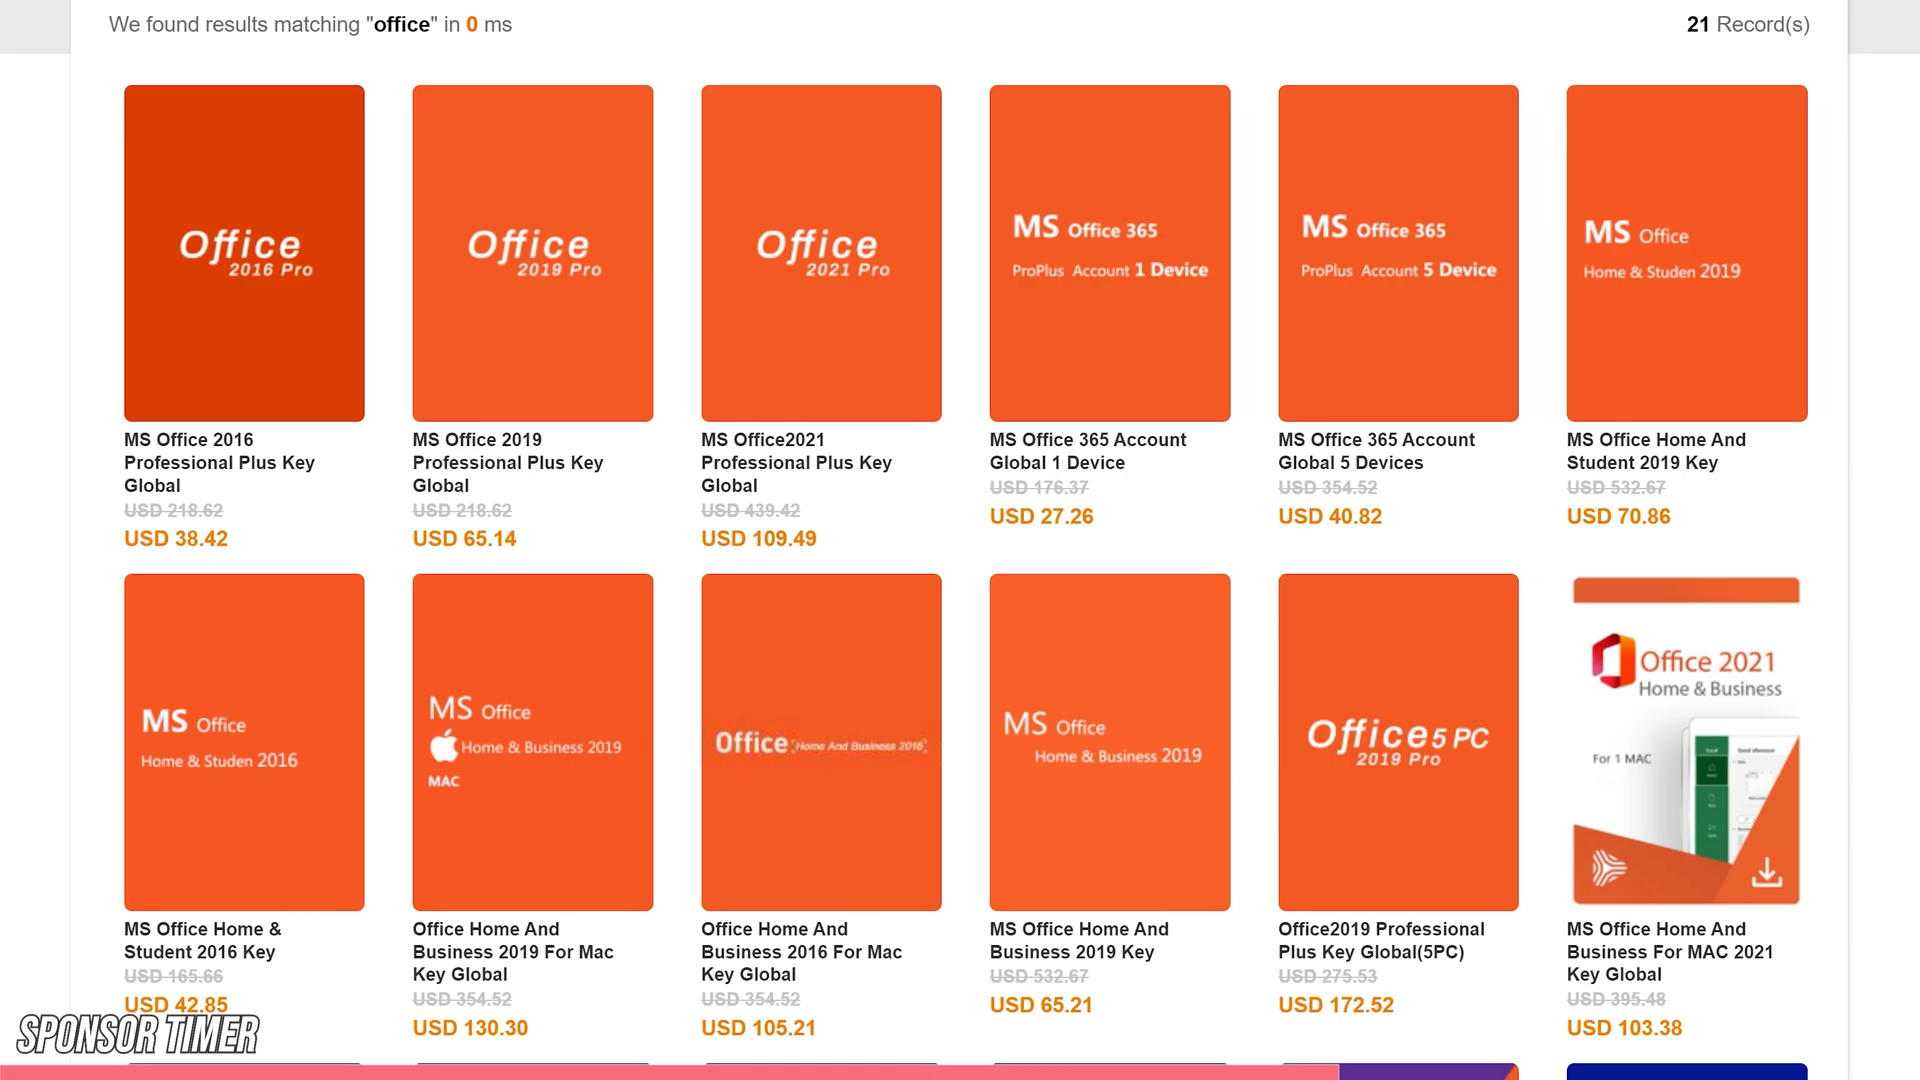 We found results matching "office" in 0 ms
21 Record(s)
Office
2016 Pro
Office
2019 Pro
Office
2021 Pro
MS Office 365
ProPlus Account 1 Device
MS Office 365
ProPlus Account 5 Device
MS Office
Home & Studen 2019
MS Office 2016
Professional Plus Key
Global
USD 218.62
USD 38.42
MS Office 2019
Professional Plus Key
Global
USD 218.62
USD 65.14
MS Office2021
Professional Plus Key
Global
USD 439.42
USD 109.49
MS Office 365 Account
Global 1 Device
USD 176.37
USD 27.26
MS Office 365 Account
Global 5 Devices
USD 354.52
USD 40.82
MS Office Home And
Student 2019 Key
USD 532.67
USD 70.86
MS Office
Home & Studen 2016
MS Office
Home & Business 2019
MAC
Office [Home And Business 2016]
MS Office
Home & Business 2019
Office 5 PC
2019 Pro
Office 2021
Home & Business
For 1 MAC
MS Office Home &
Student 2016 Key
USD 165.66
USD 42.85
Office Home And
Business 2019 For Mac
Key Global
USD 354.52
USD 130.30
Office Home And
Business 2016 For Mac
Key Global
USD 354.52
USD 105.21
MS Office Home And
Business 2019 Key
USD 532.67
USD 65.21
Office2019 Professional
Plus Key Global(5PC)
USD 275.53
USD 172.52
MS Office Home And
Business For MAC 2021
Key Global
USD 395.48
USD 103.38
SPONSOR TIMER